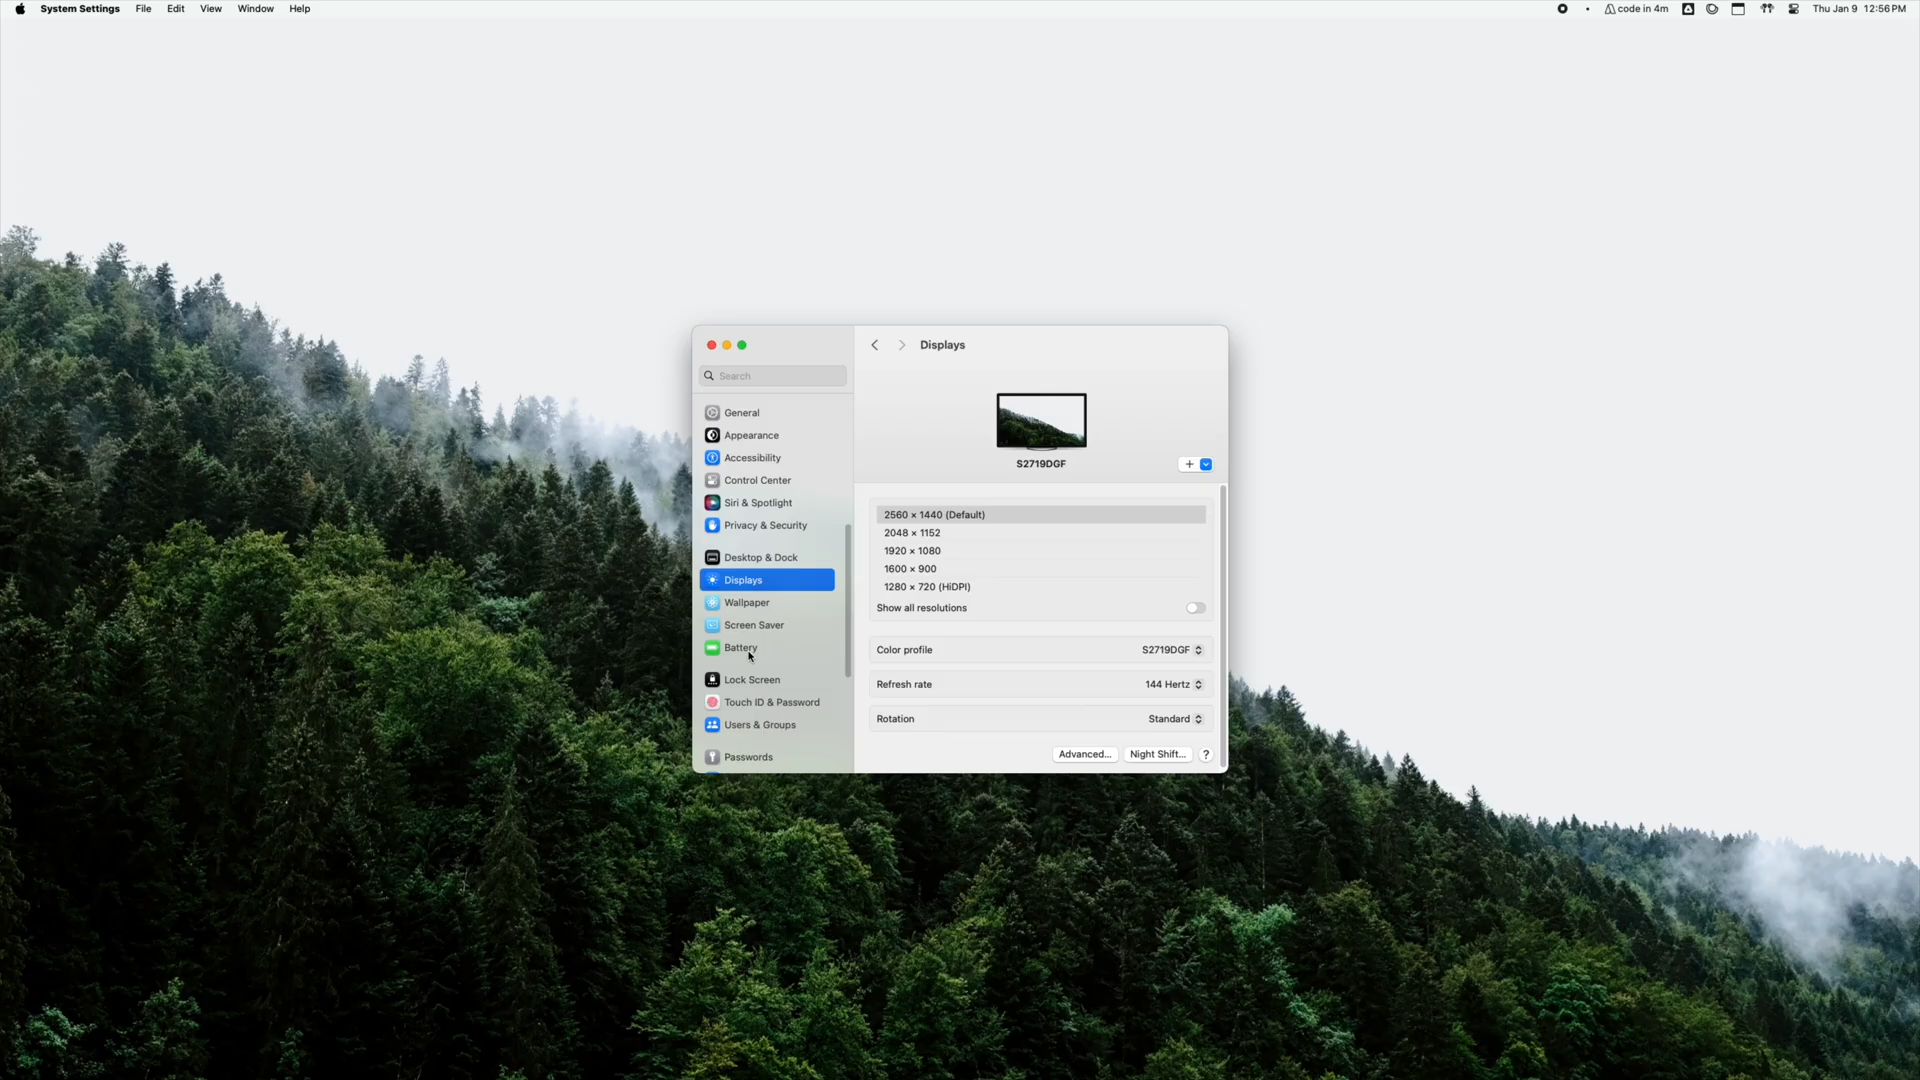 System Settings File Edit View Window Help code in 4m Thu Jan 9 12:56 PM
Displays
Search
S2719DGF
General
Appearance
Accessibility
Control Center
Siri & Spotlight
Privacy & Security
Desktop & Dock
Displays
Wallpaper
Screen Saver
Battery
Lock Screen
Touch ID & Password
Users & Groups
Passwords
2560 × 1440 (Default)
2048 × 1152
1920 × 1080
1600 × 900
1280 × 720 (HiDPI)
Show all resolutions
Color profile S2719DGF
Refresh rate 144 Hertz
Rotation Standard
Advanced... Night Shift... ?